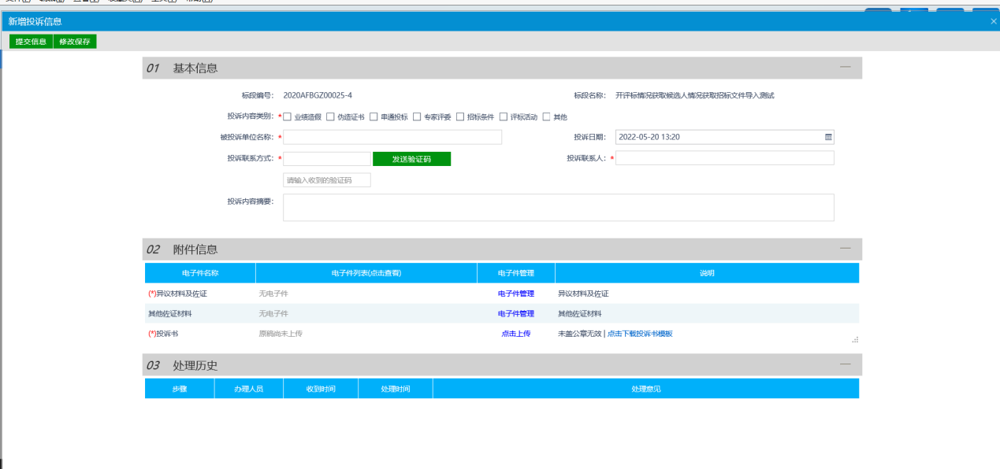 新增投诉信息
提交信息 修改保存
01 基本信息
标段编号： 2020AFBGZ00025-4 标段名称： 开评标情况获取候选人情况获取招标文件导入测试
投诉内容类别：* 业绩造假 伪造证书 串通投标 专家评委 招标条件 评标活动 其他
被投诉单位名称：* 投诉日期： 2022-05-20 13:20
投诉联系方式：* 发送验证码 投诉联系人：*
请输入收到的验证码
投诉内容摘要：
02 附件信息
电子件名称 电子件列表(点击查看) 电子件管理 说明
(*)异议材料及佐证 无电子件 电子件管理 异议材料及佐证
其他佐证材料 无电子件 电子件管理 其他佐证材料
(*)投诉书 原稿尚未上传 点击上传 未盖公章无效 | 点击下载投诉书模板
03 处理历史
步骤 办理人员 收到时间 处理时间 处理意见